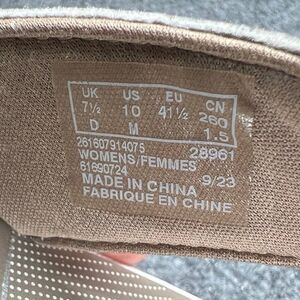 UK US EU CN
7½ 10 41½ 260
D M 1.5
261607914075 28961
WOMENS/FEMMES
61690724 9/23
MADE IN CHINA
FABRIQUE EN CHINE